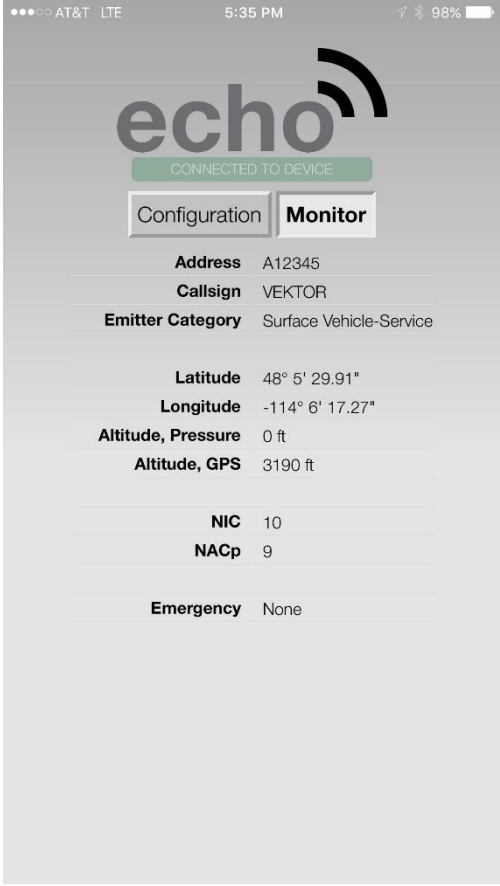 AT&T LTE 5:35 PM 98%
echo
CONNECTED TO DEVICE
Configuration Monitor
Address A12345
Callsign VEKTOR
Emitter Category Surface Vehicle-Service
Latitude 48° 5' 29.91"
Longitude -114° 6' 17.27"
Altitude, Pressure 0 ft
Altitude, GPS 3190 ft
NIC 10
NACp 9
Emergency None